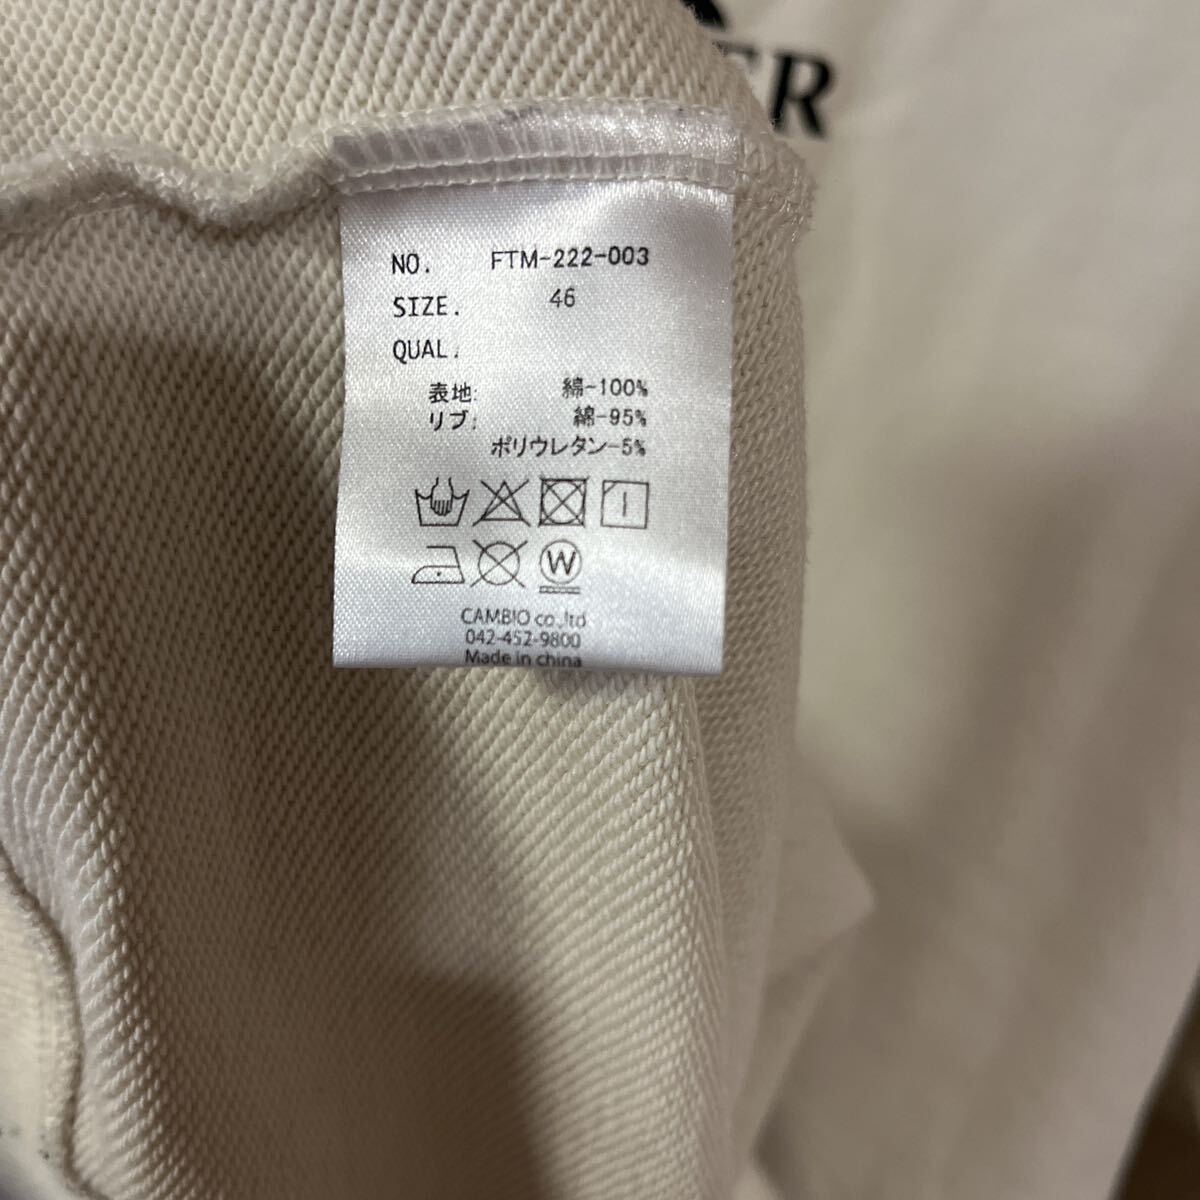 ER
NO. FTM-222-003
SIZE. 46
QUAL.
表地: 綿-100%
リブ: 綿-95%
ポリウレタン-5%
W
CAMBIO co.,ltd
042-452-9800
Made in china